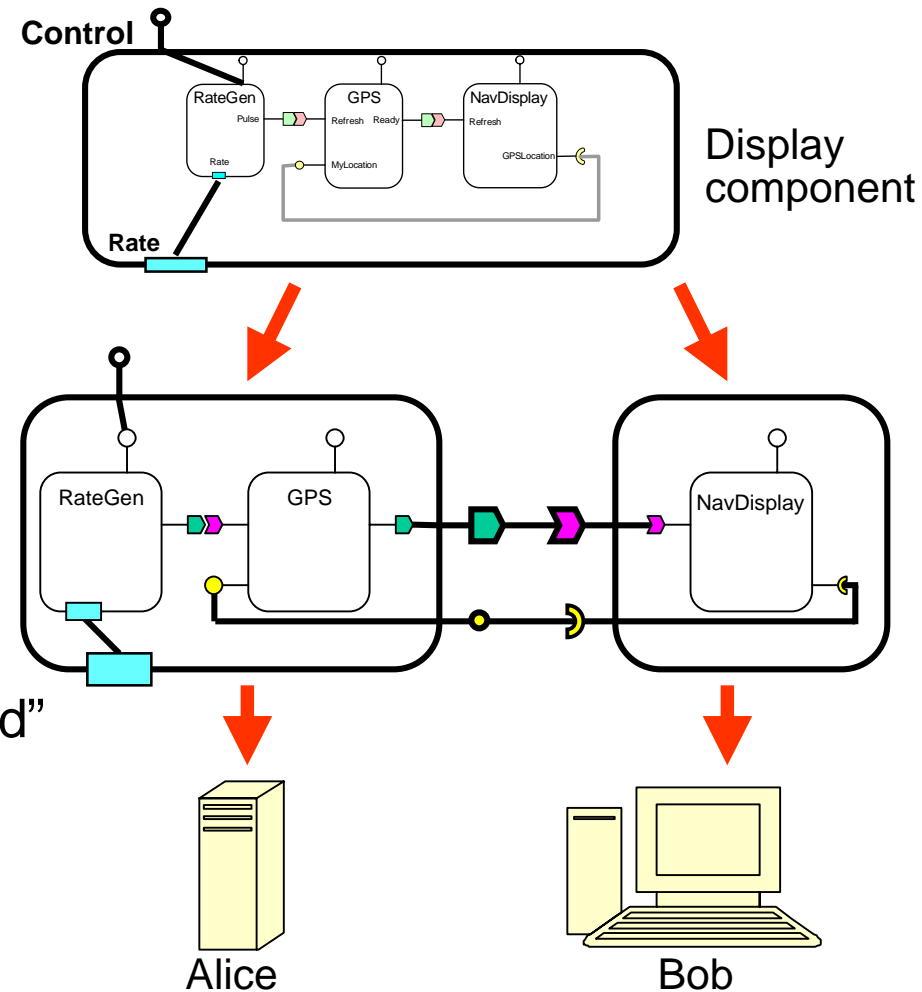 Control
RateGen
GPS
NavDisplay
Pulse
Refresh
Ready
Refresh
Rate
MyLocation
GPSLocation
Display
component
Rate
RateGen
GPS
NavDisplay
d”
Alice
Bob